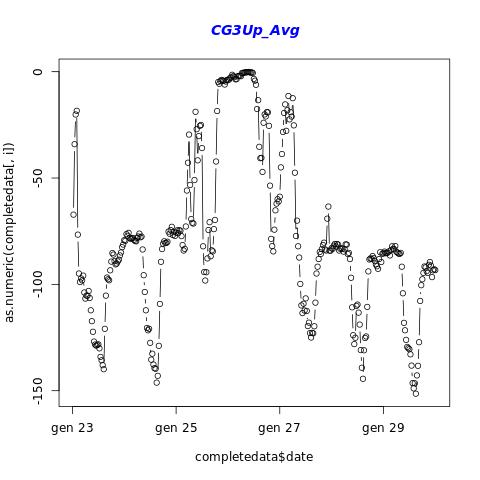 CG3Up_Avg
as.numeric(completedata[, i])
0
-50
-100
-150
gen 23
gen 25
gen 27
gen 29
completedata$date